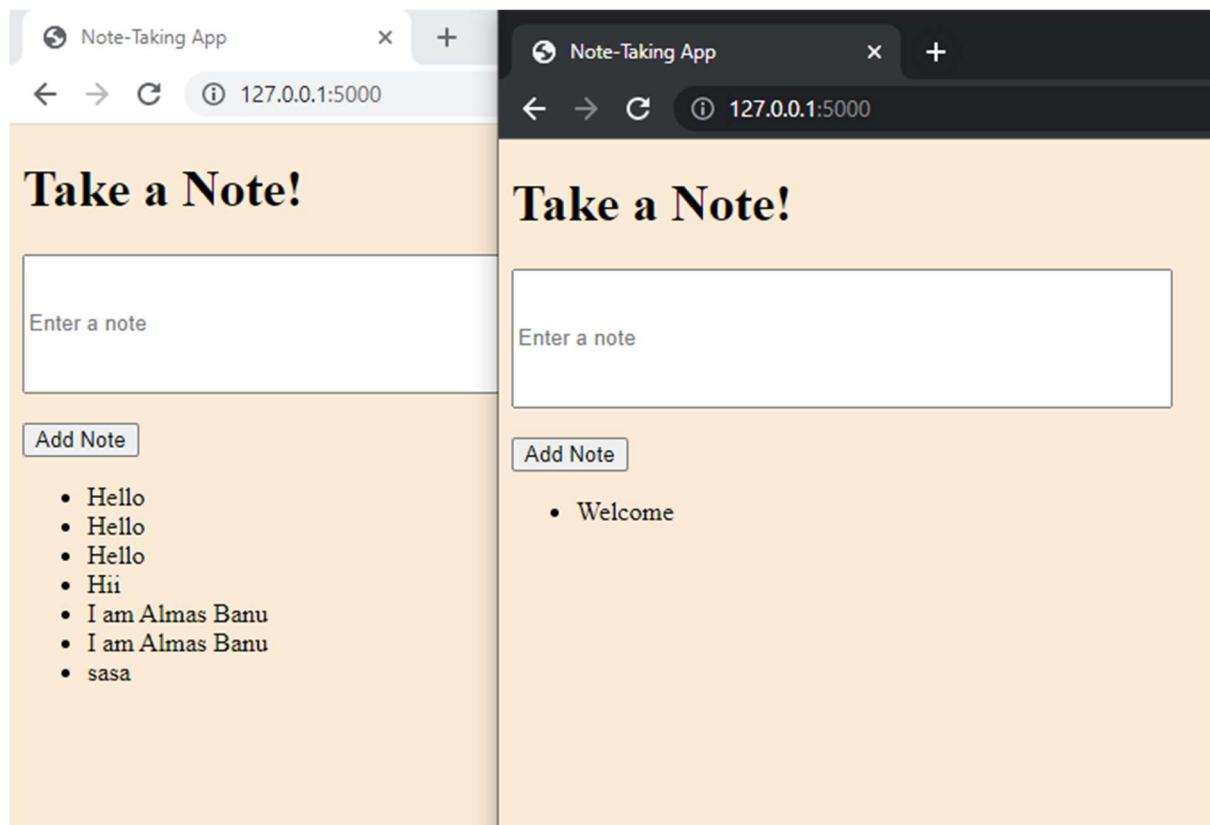 Note-Taking App
127.0.0.1:5000
Take a Note!
Enter a note
Add Note
Hello
Hello
Hello
Hii
I am Almas Banu
I am Almas Banu
sasa
Note-Taking App
127.0.0.1:5000
Take a Note!
Enter a note
Add Note
Welcome